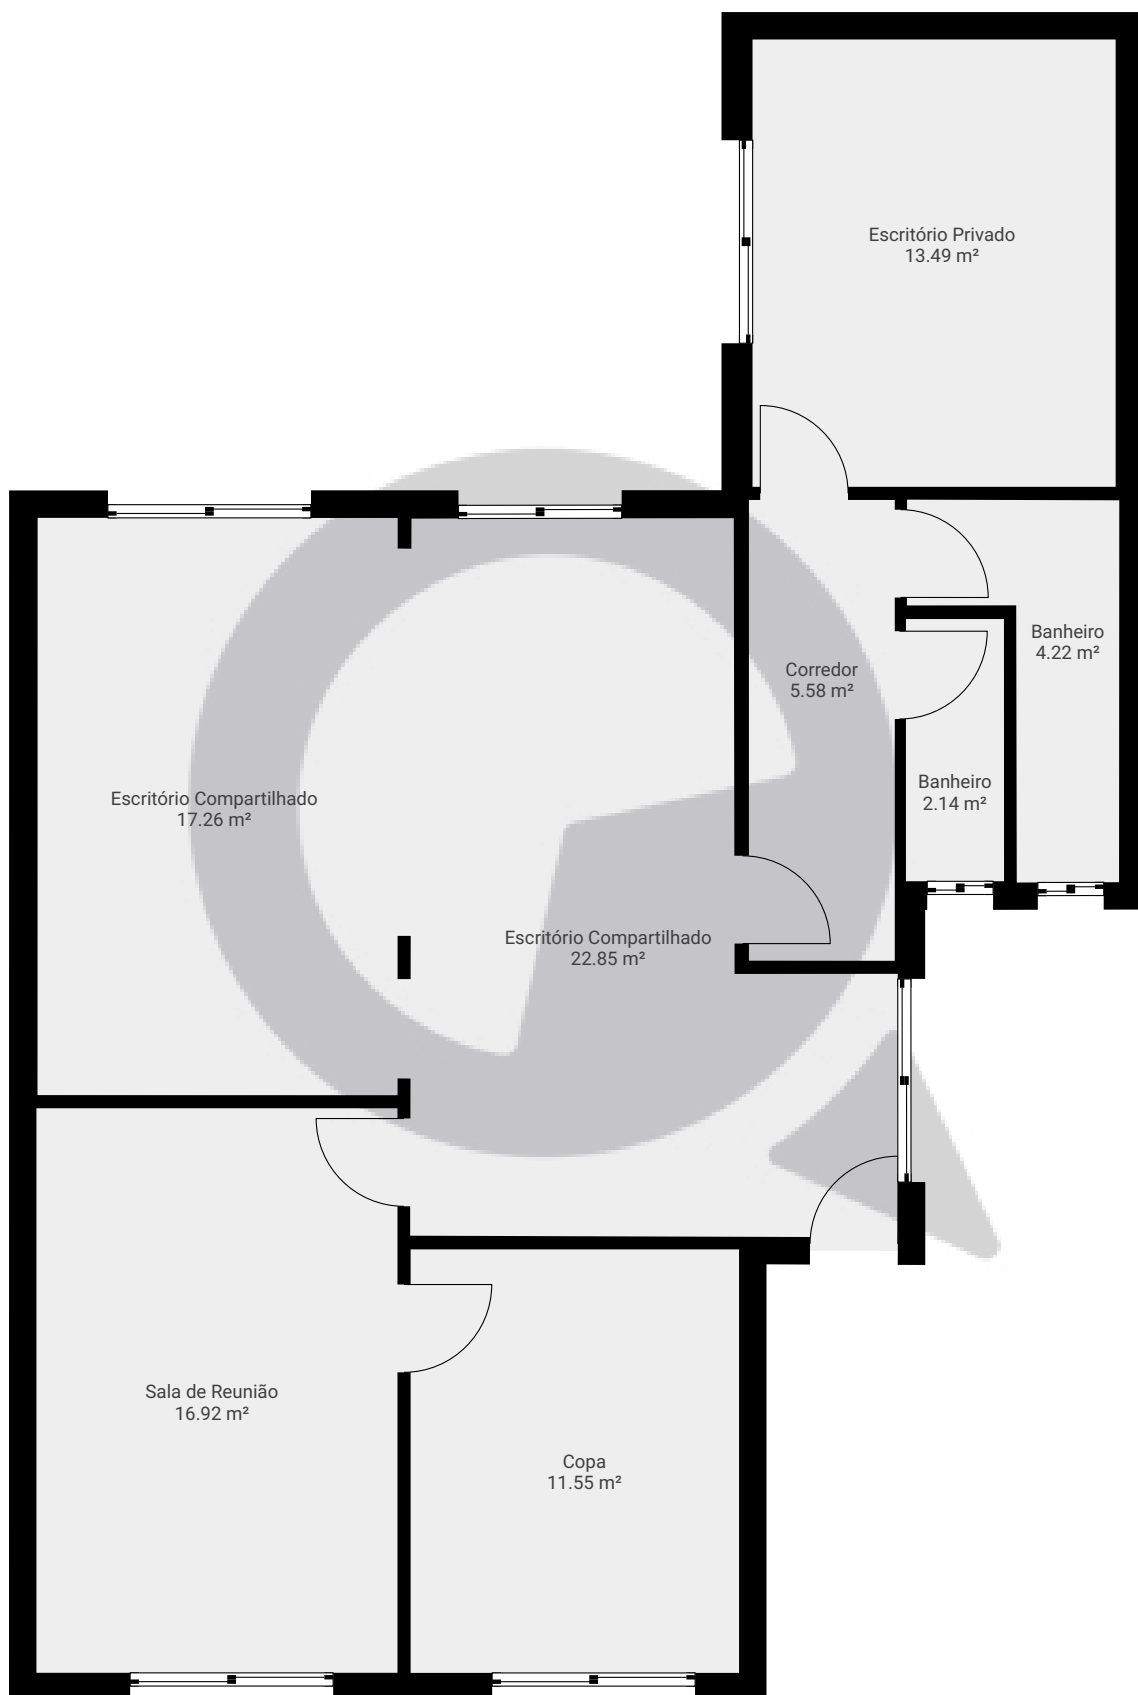 Escritório Privado
13.49 m²
Banheiro
4.22 m²
Corredor
5.58 m²
Banheiro
2.14 m²
Escritório Compartilhado
17.26 m²
Escritório Compartilhado
22.85 m²
Sala de Reunião
16.92 m²
Copa
11.55 m²